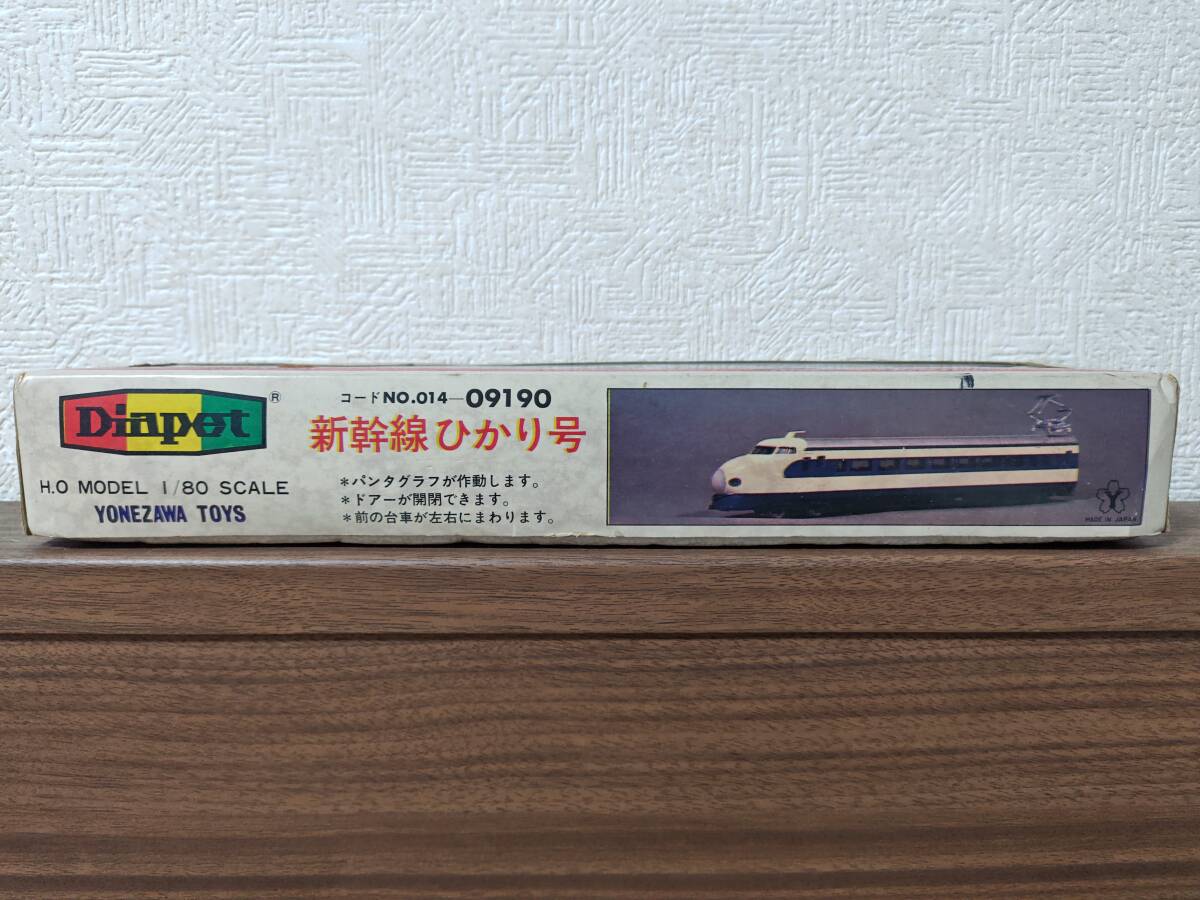 Diapet
®
H.O MODEL 1/80 SCALE
YONEZAWA TOYS
コードNO.014—09190
新幹線ひかり号
*パンタグラフが作動します。
*ドアーが開閉できます。
*前の台車が左右にまわります。
Y
MADE IN JAPAN